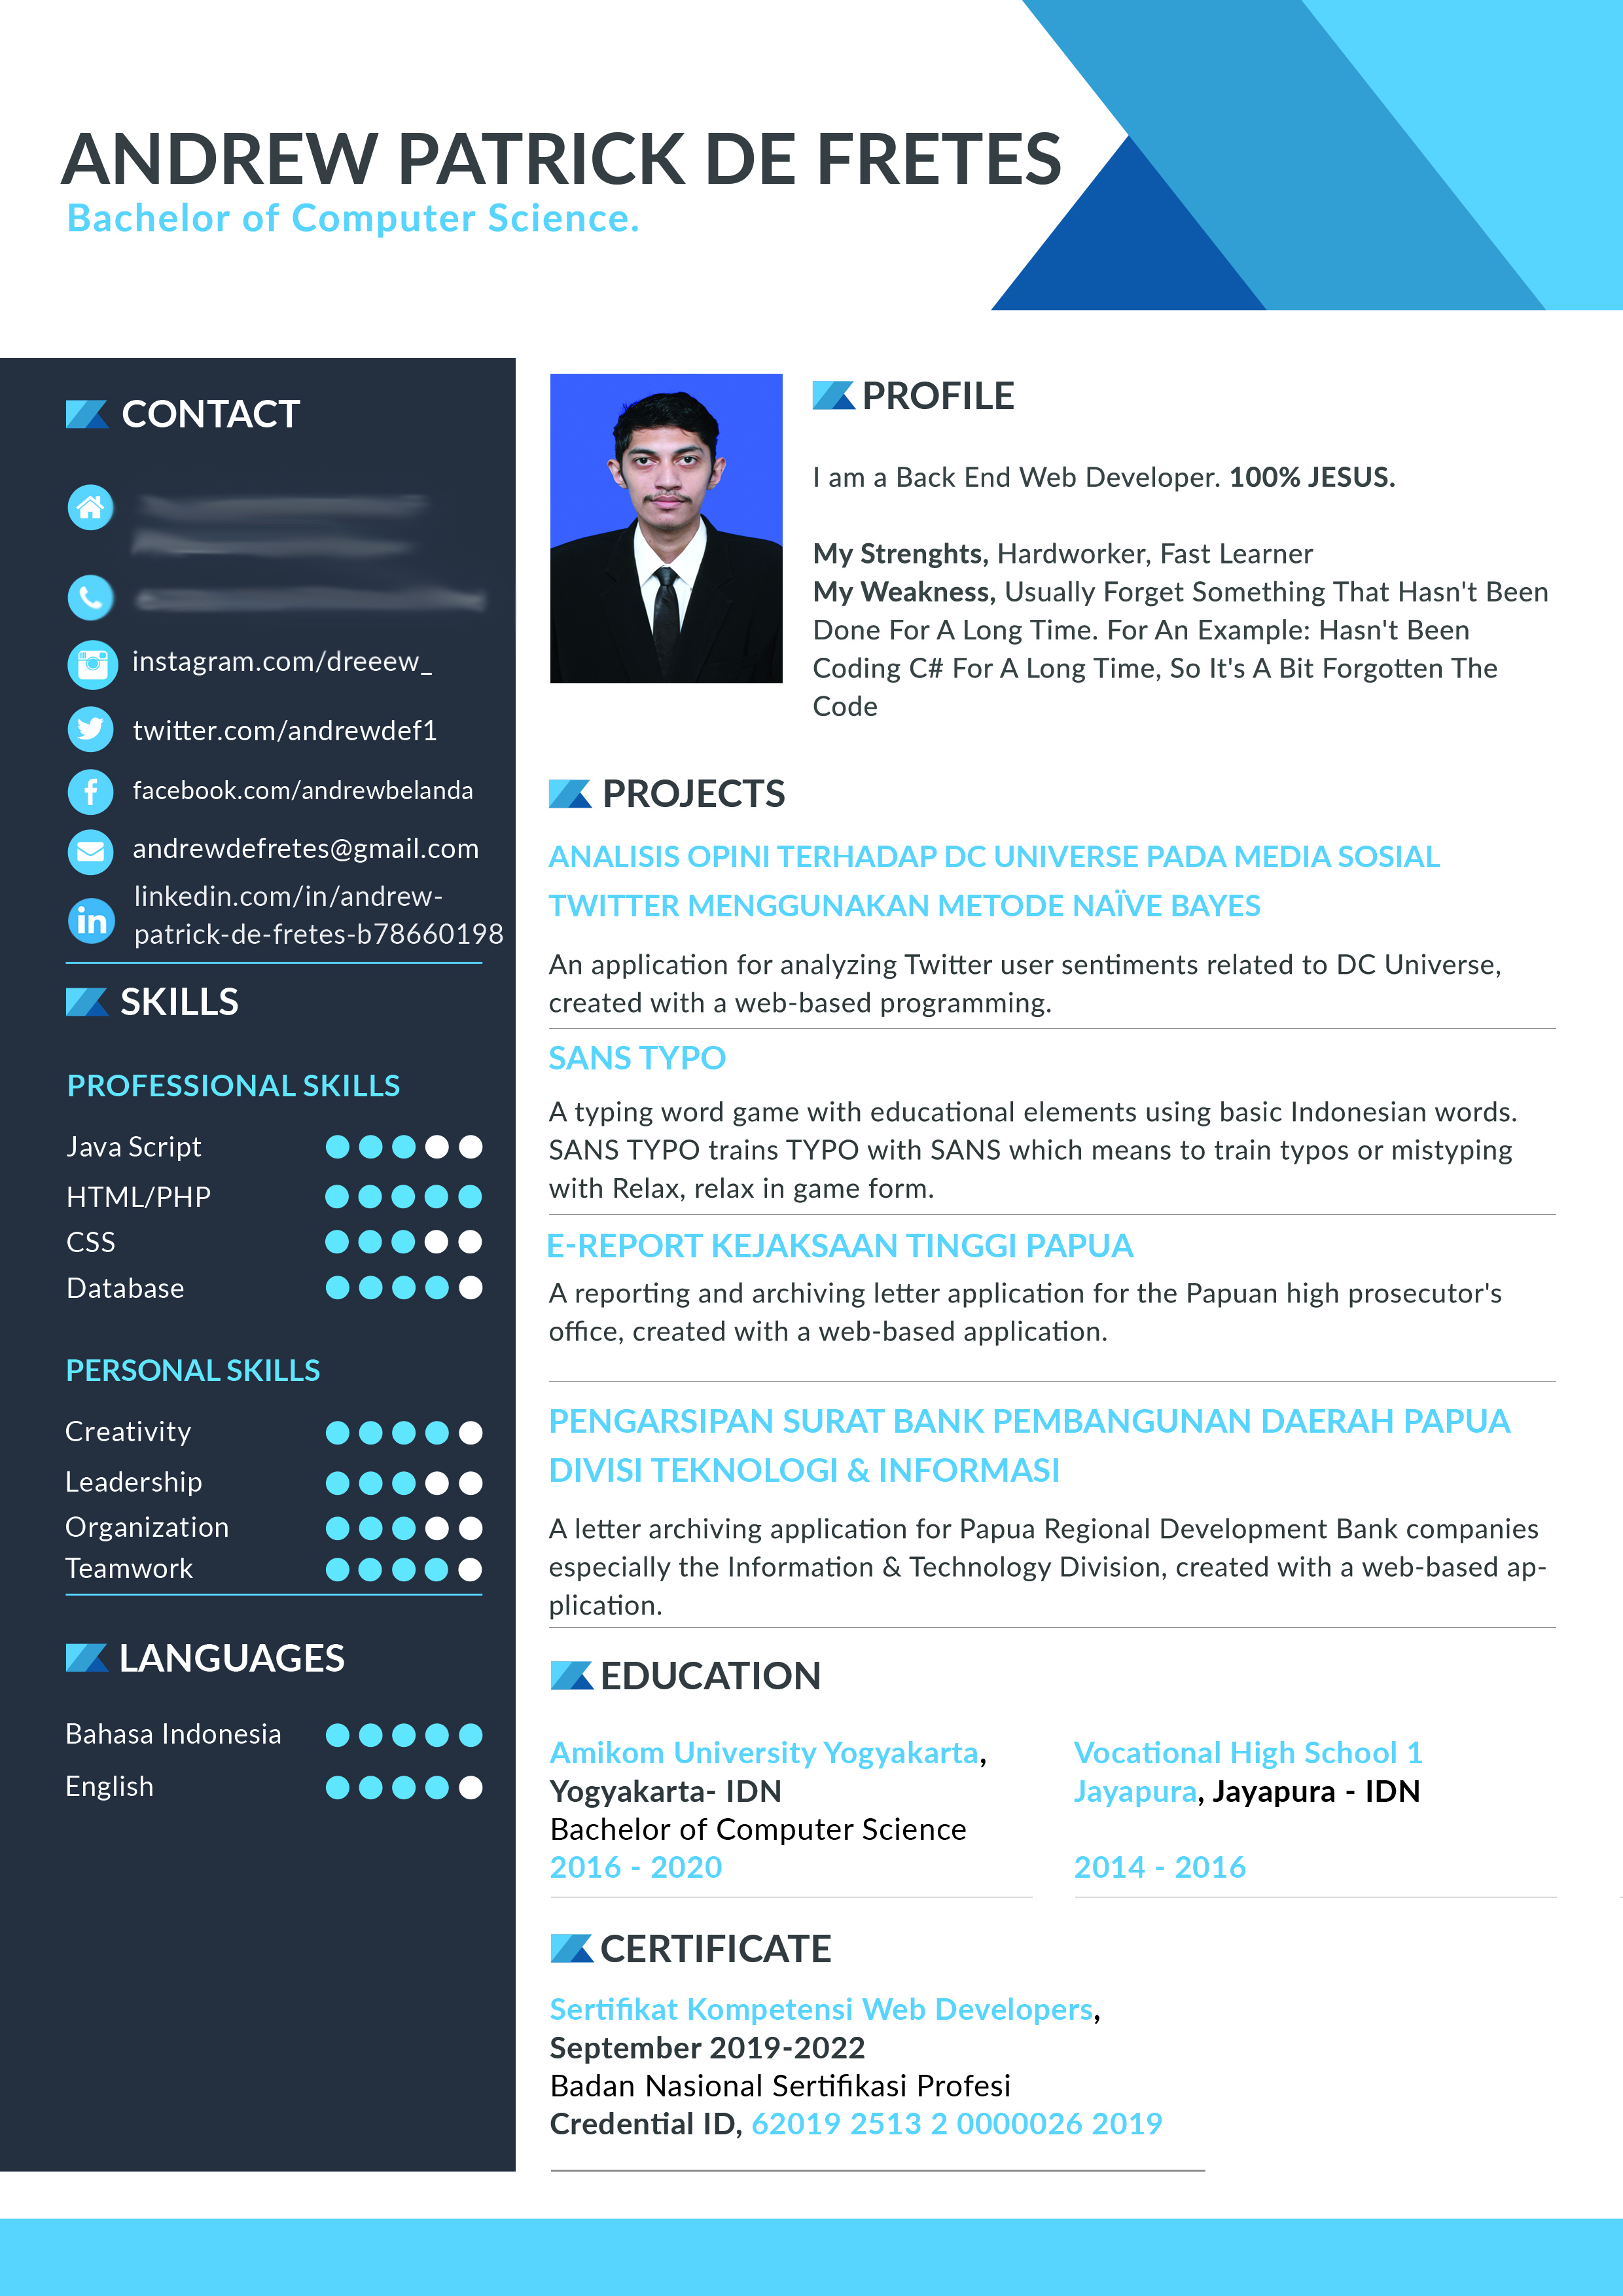 ANDREW PATRICK DE FRETES
Bachelor of Computer Science.
CONTACT
instagram.com/dreeew_
twitter.com/andrewdef1
facebook.com/andrewbelanda
andrewdefretes@gmail.com
linkedin.com/in/andrew-
patrick-de-fretes-b78660198
SKILLS
PROFESSIONAL SKILLS
Java Script
HTML/PHP
CSS
Database
PERSONAL SKILLS
Creativity
Leadership
Organization
Teamwork
LANGUAGES
Bahasa Indonesia
English
PROFILE
I am a Back End Web Developer. 100% JESUS.
My Strenghts, Hardworker, Fast Learner
My Weakness, Usually Forget Something That Hasn't Been
Done For A Long Time. For An Example: Hasn't Been
Coding C# For A Long Time, So It's A Bit Forgotten The
Code
PROJECTS
ANALISIS OPINI TERHADAP DC UNIVERSE PADA MEDIA SOSIAL
TWITTER MENGGUNAKAN METODE NAÏVE BAYES
An application for analyzing Twitter user sentiments related to DC Universe,
created with a web-based programming.
SANS TYPO
A typing word game with educational elements using basic Indonesian words.
SANS TYPO trains TYPO with SANS which means to train typos or mistyping
with Relax, relax in game form.
E-REPORT KEJAKSAAN TINGGI PAPUA
A reporting and archiving letter application for the Papuan high prosecutor's
office, created with a web-based application.
PENGARSIPAN SURAT BANK PEMBANGUNAN DAERAH PAPUA
DIVISI TEKNOLOGI & INFORMASI
A letter archiving application for Papua Regional Development Bank companies
especially the Information & Technology Division, created with a web-based ap-
plication.
EDUCATION
Amikom University Yogyakarta,
Yogyakarta- IDN
Bachelor of Computer Science
2016 - 2020
Vocational High School 1
Jayapura, Jayapura - IDN
2014 - 2016
CERTIFICATE
Sertifikat Kompetensi Web Developers,
September 2019-2022
Badan Nasional Sertifikasi Profesi
Credential ID, 62019 2513 2 0000026 2019